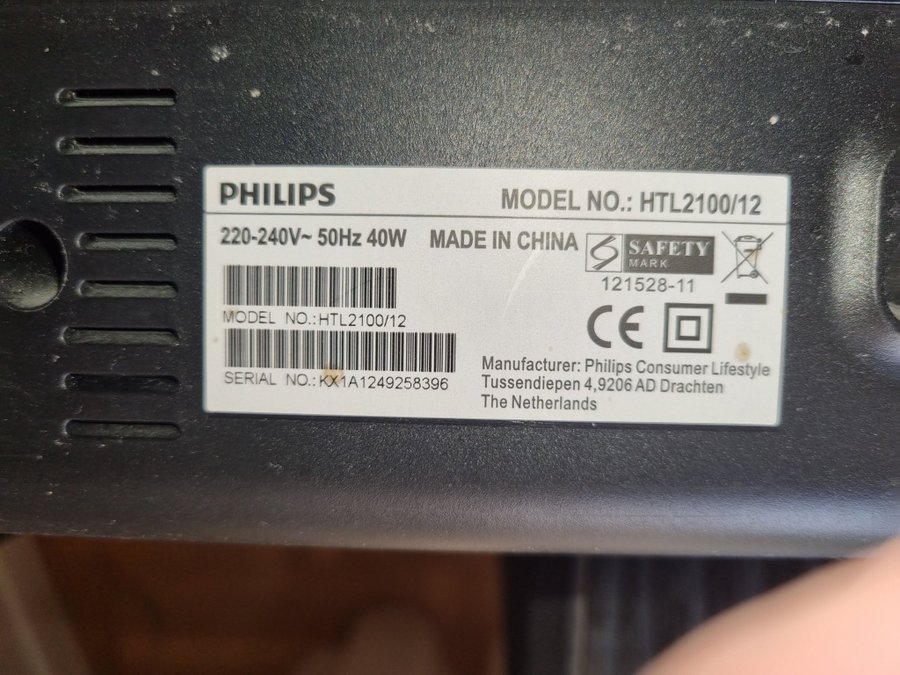 PHILIPS MODEL NO.: HTL2100/12
220-240V~ 50Hz 40W MADE IN CHINA
SAFETY
MARK
121528-11
MODEL NO.:HTL2100/12
CE
SERIAL NO.:KX1A1249258396
Manufacturer: Philips Consumer Lifestyle
Tussendiepen 4,9206 AD Drachten
The Netherlands